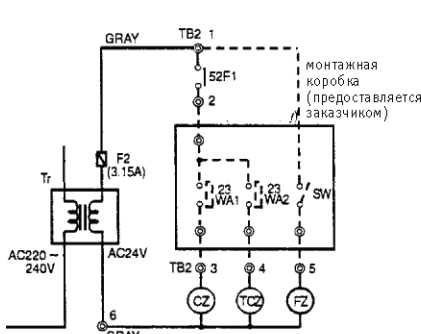 GRAY
TB2 1
52F1
монтажная
коробка
(предоставляется
заказчиком)
2
F2
(3.15A)
Tr
23
WA1
23
WA2
SW
AC220 ~
240V
AC24V
TB2 3
4
5
CZ
TCZ
FZ
6
GRAY